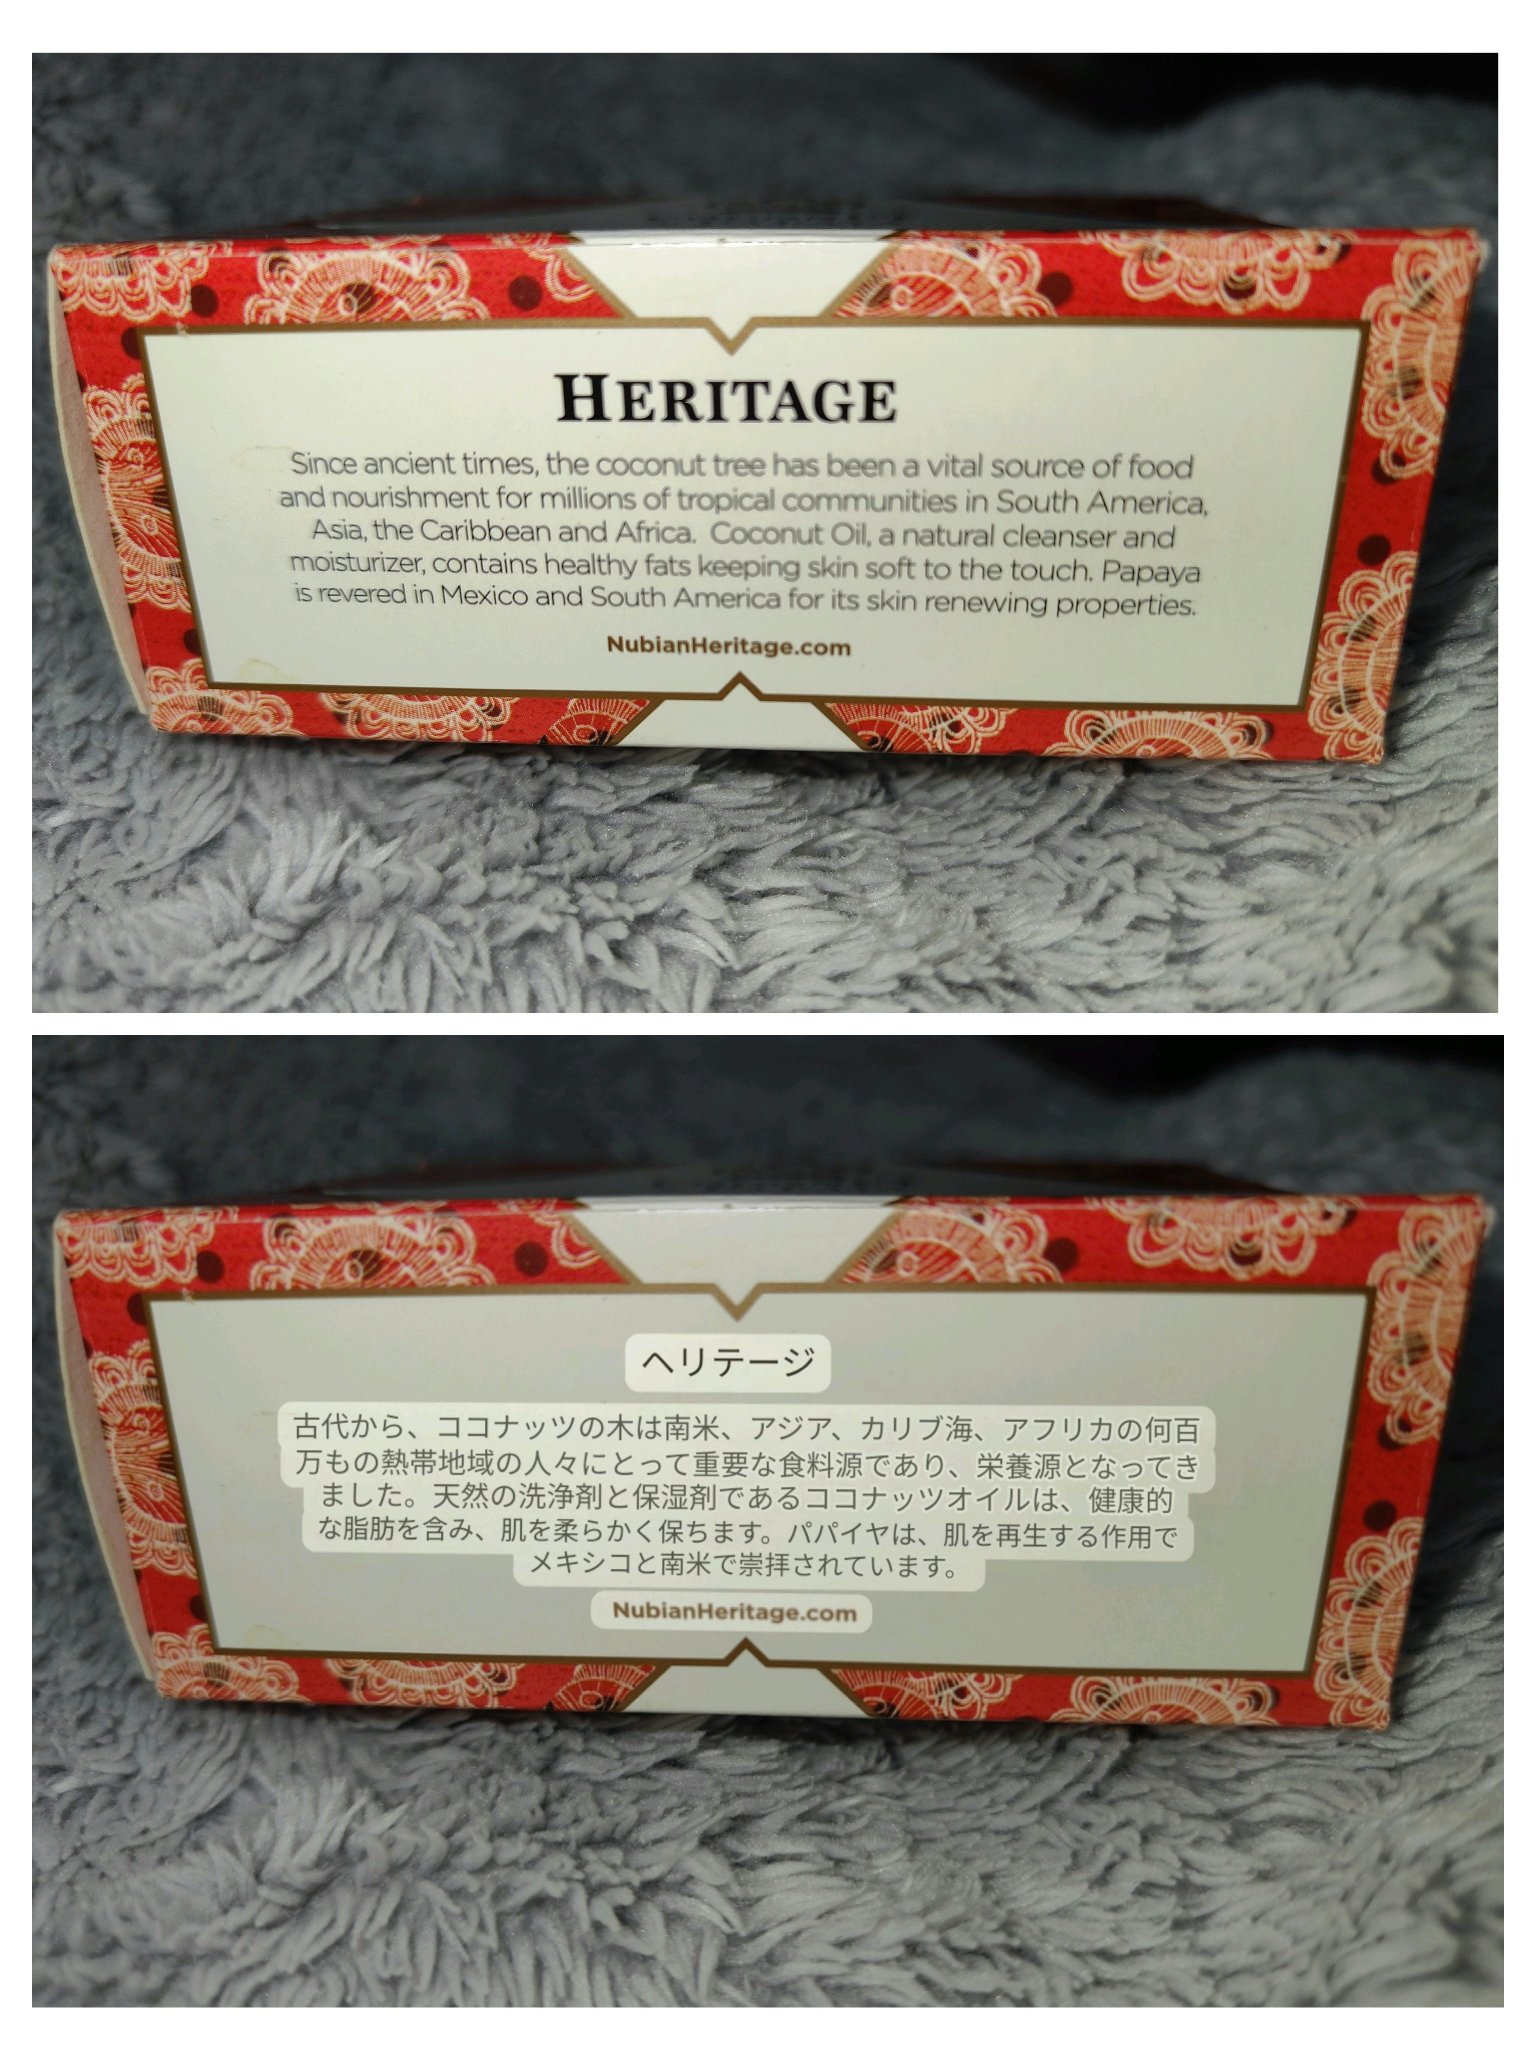 HERITAGE
Since ancient times, the coconut tree has been a vital source of food
and nourishment for millions of tropical communities in South America,
Asia, the Caribbean and Africa. Coconut Oil, a natural cleanser and
moisturizer, contains healthy fats keeping skin soft to the touch. Papaya
is revered in Mexico and South America for its skin renewing properties.
NubianHeritage.com
ヘリテージ
古代から、ココナッツの木は南米、アジア、カリブ海、アフリカの何百
万もの熱帯地域の人々にとって重要な食料源であり、栄養源となってき
ました。天然の洗浄剤と保湿剤であるココナッツオイルは、健康的
な脂肪を含み、肌を柔らかく保ちます。パパイヤは、肌を再生する作用で
メキシコと南米で崇拝されています。
NubianHeritage.com